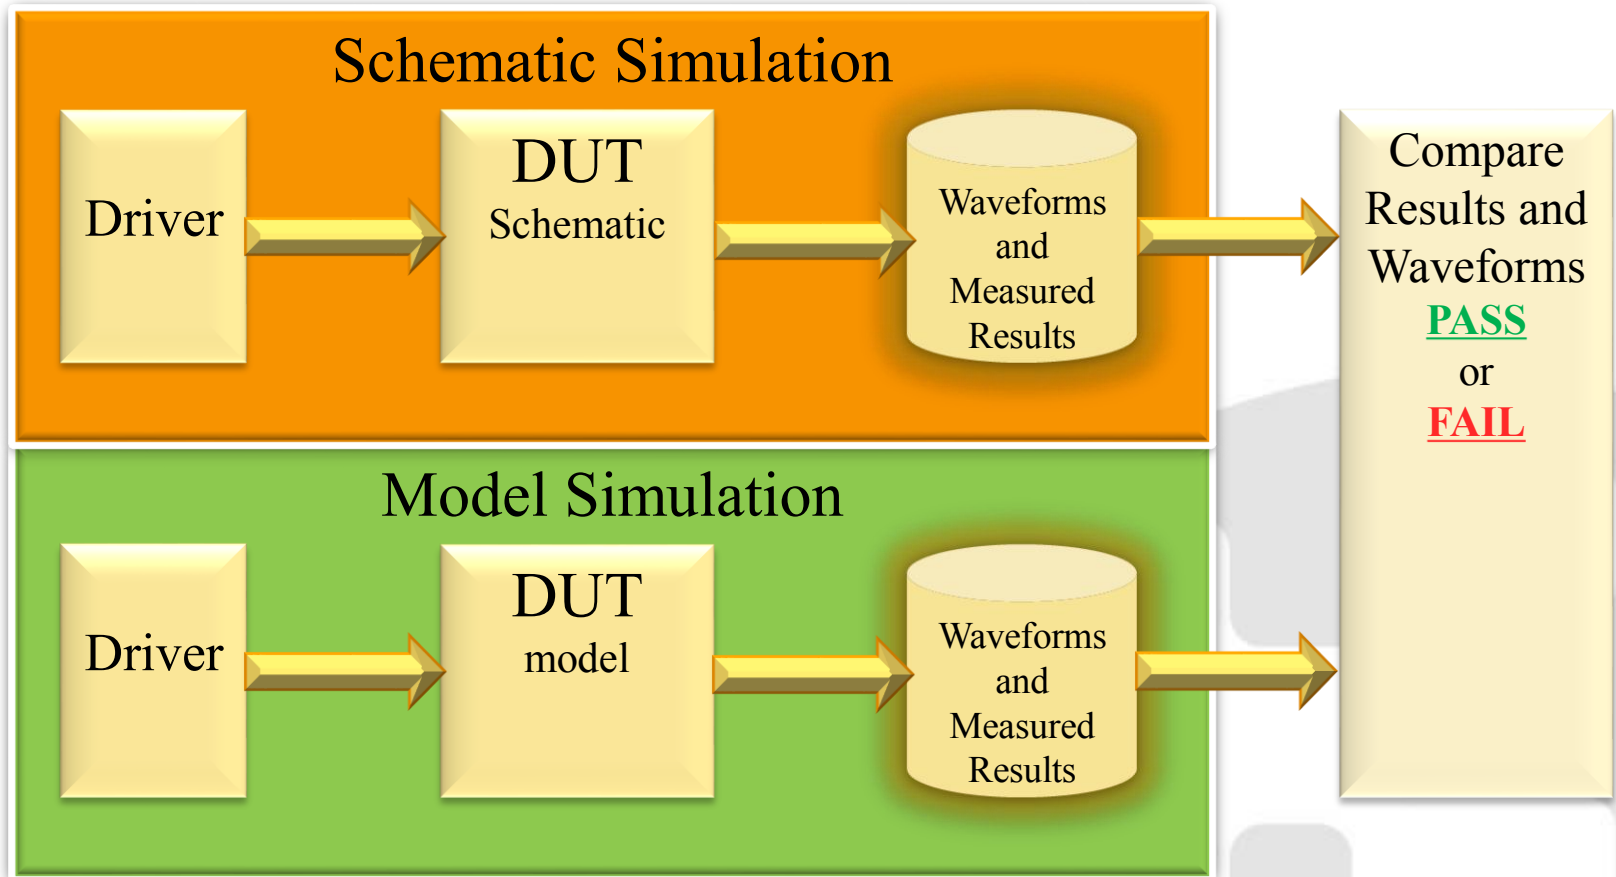 Schematic Simulation
Driver
DUT
Schematic
Waveforms
and
Measured
Results
Compare
Results and
Waveforms
PASS
or
FAIL
Model Simulation
Driver
DUT
model
Waveforms
and
Measured
Results